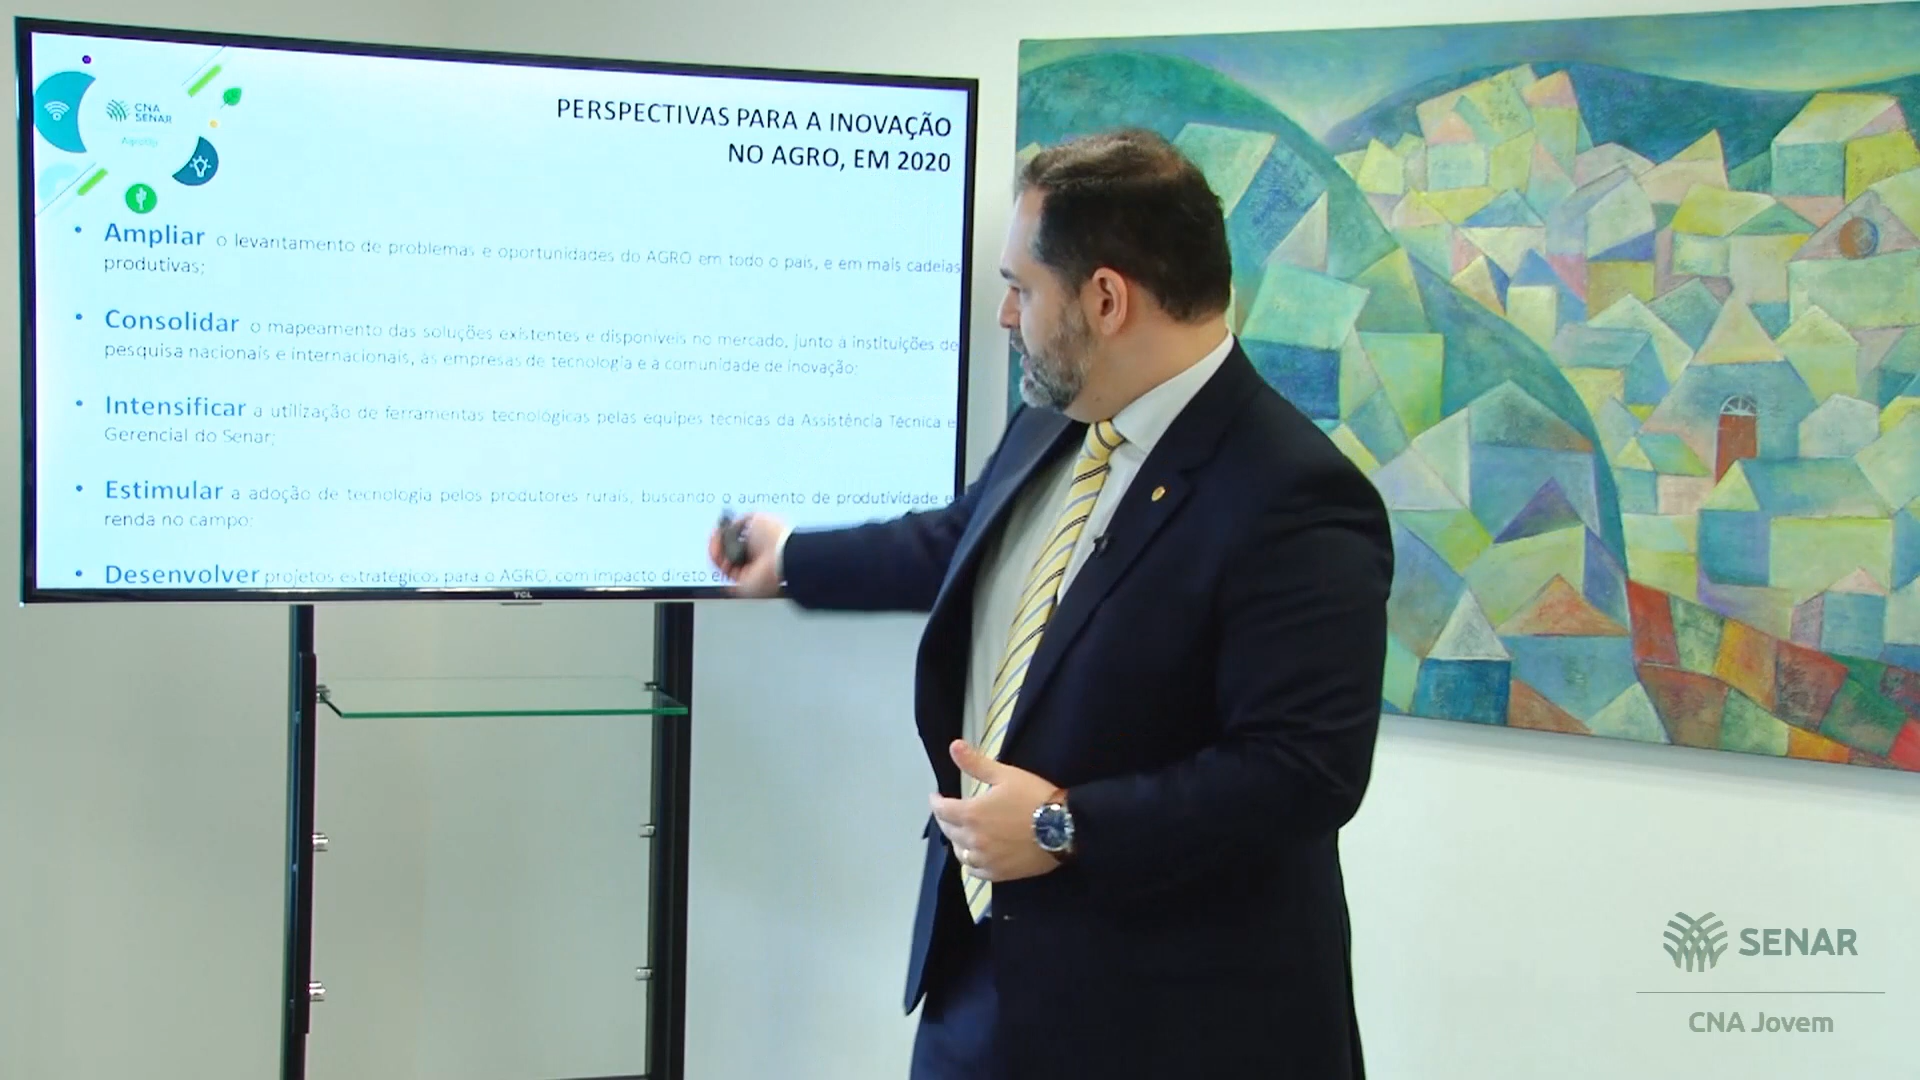 CNA
SENAR
PERSPECTIVAS PARA A INOVAÇÃO
NO AGRO, EM 2020
• Ampliar o levantamento de problemas e oportunidades do AGRO em todo o país, e em mais cadeias
produtivas;
• Consolidar o mapeamento das soluções existentes e disponíveis no mercado, junto a instituições de
pesquisa nacionais e internacionais, às empresas de tecnologia e à comunidade de inovação;
• Intensificar a utilização de ferramentas tecnológicas pelas equipes técnicas da Assistência Técnica e
Gerencial do Senar;
• Estimular a adoção de tecnologia pelos produtores rurais, buscando o aumento de produtividade e
renda no campo;
• Desenvolver projetos estratégicos para o AGRO, com impacto direto
TCL
SENAR
CNA Jovem